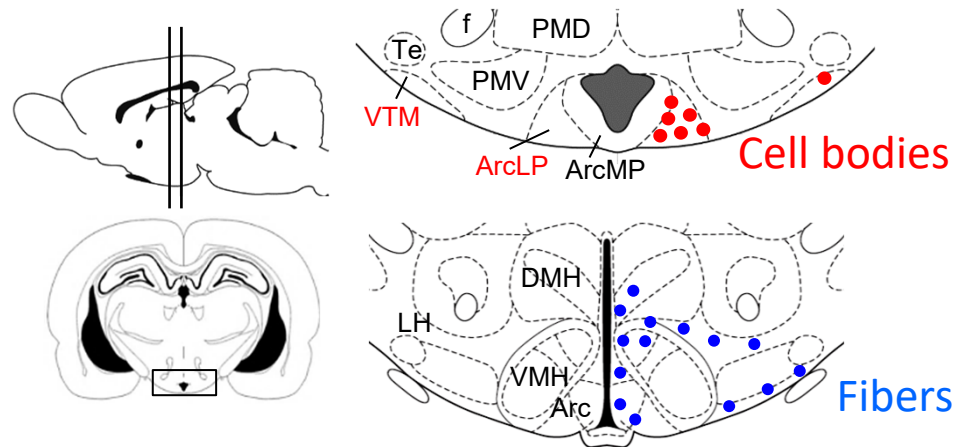 f
PMD
Te
PMV
VTM
ArcLP
ArcMP
Cell bodies
DMH
LH
VMH
Arc
Fibers